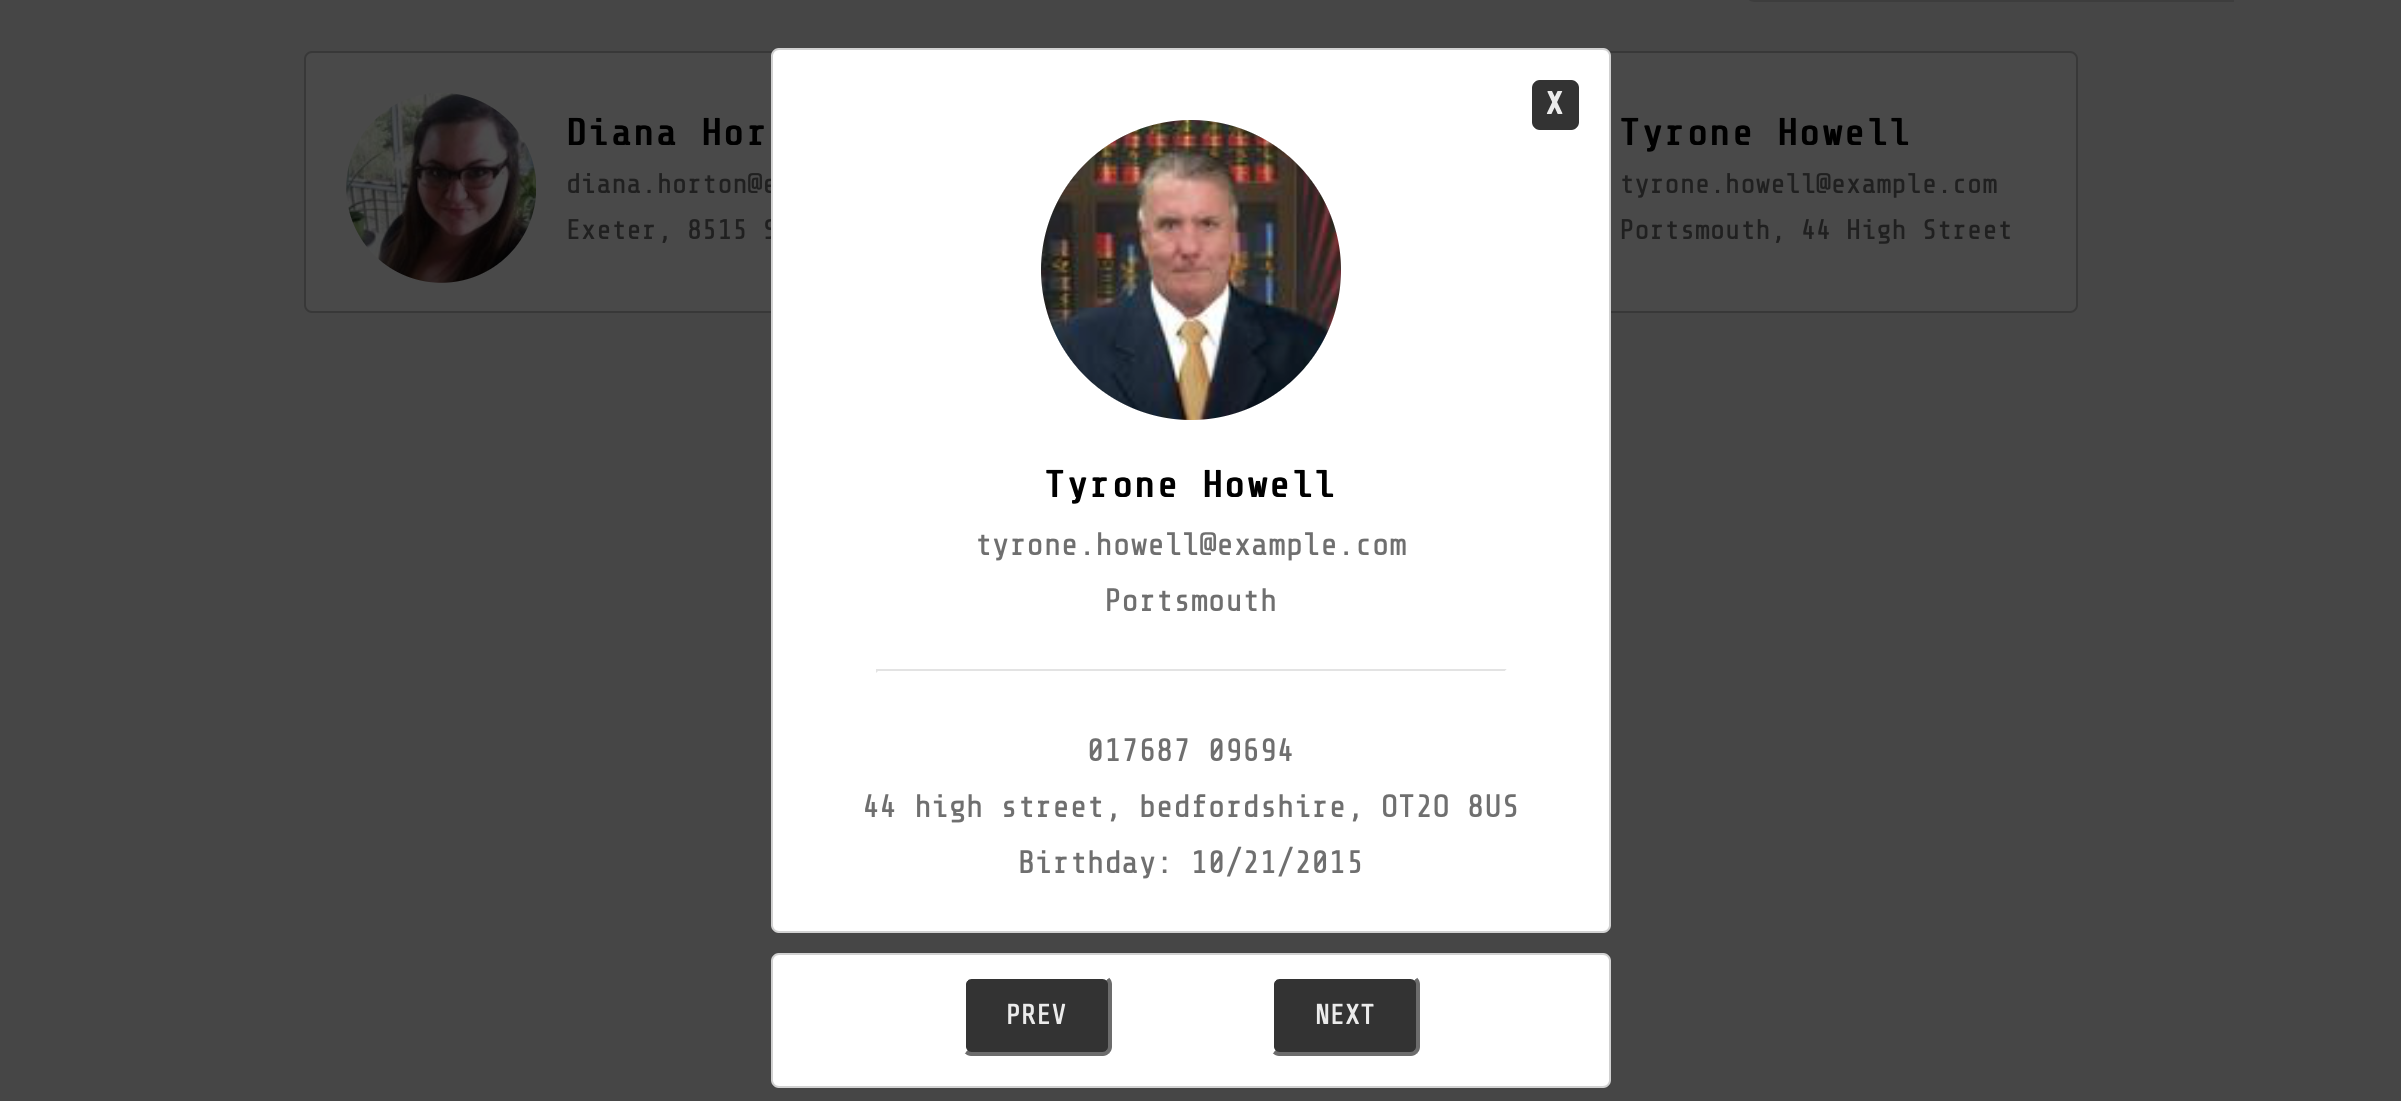 Diana Hor
diana.horton@e
Exeter, 8515 S
X
Tyrone Howell
tyrone.howell@example.com
Portsmouth
017687 09694
44 high street, bedfordshire, OT2O 8US
Birthday: 10/21/2015
PREV
NEXT
Tyrone Howell
tyrone.howell@example.com
Portsmouth, 44 High Street